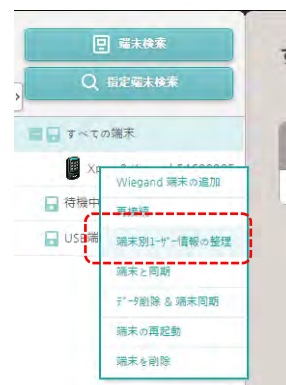 端末検索
指定端末検索
すべての端末
Wiegand 端末の追加
待機中
再接続
USB端
端末別ﾕｰｻﾞｰ情報の整理
端末と同期
ﾃﾞｰﾀ削除 & 端末同期
端末の再起動
端末を削除